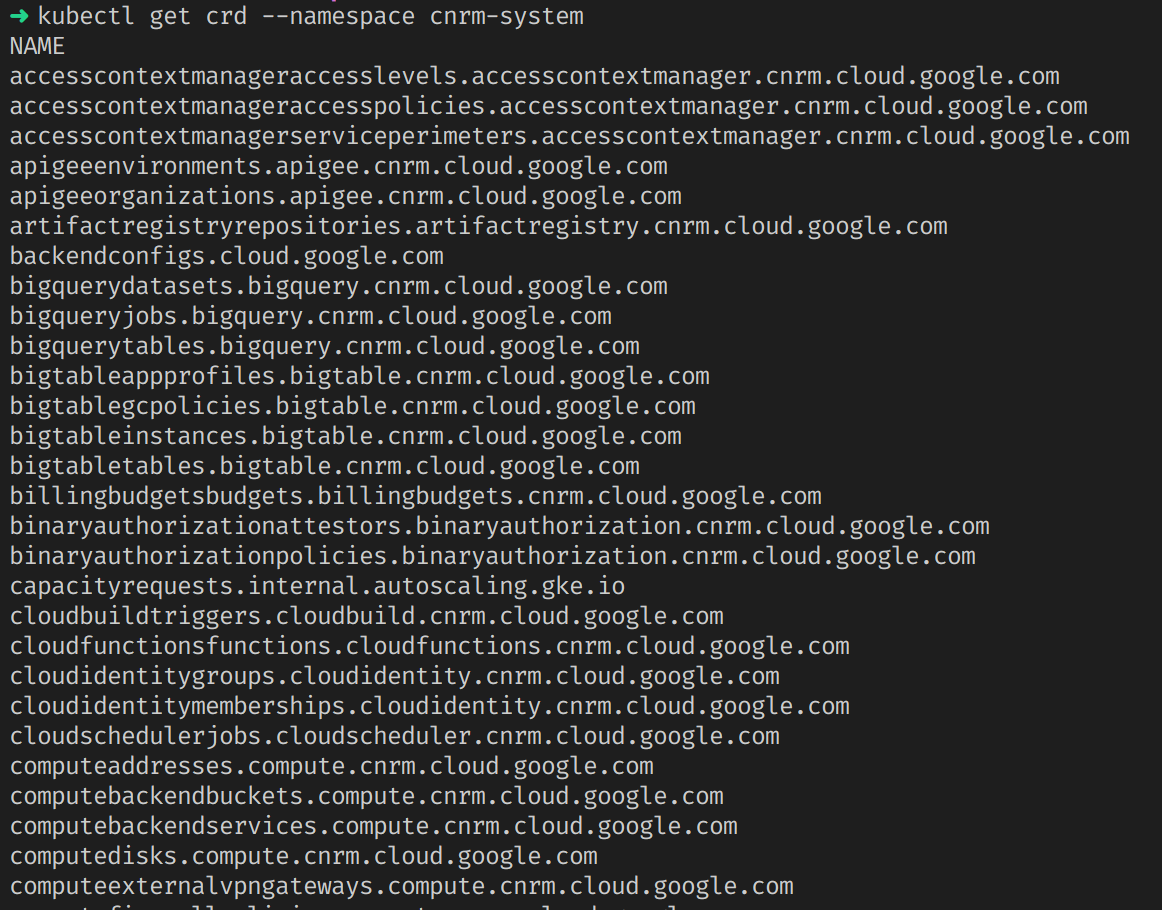 ➜ kubectl get crd --namespace cnrm-system
NAME
accesscontextmanageraccesslevels.accesscontextmanager.cnrm.cloud.google.com
accesscontextmanageraccesspolicies.accesscontextmanager.cnrm.cloud.google.com
accesscontextmanagerserviceperimeters.accesscontextmanager.cnrm.cloud.google.com
apigeeenvironments.apigee.cnrm.cloud.google.com
apigeeorganizations.apigee.cnrm.cloud.google.com
artifactregistryrepositories.artifactregistry.cnrm.cloud.google.com
backendconfigs.cloud.google.com
bigquerydatasets.bigquery.cnrm.cloud.google.com
bigqueryjobs.bigquery.cnrm.cloud.google.com
bigquerytables.bigquery.cnrm.cloud.google.com
bigtableappprofiles.bigtable.cnrm.cloud.google.com
bigtablegcpolicies.bigtable.cnrm.cloud.google.com
bigtableinstances.bigtable.cnrm.cloud.google.com
bigtabletables.bigtable.cnrm.cloud.google.com
billingbudgetsbudgets.billingbudgets.cnrm.cloud.google.com
binaryauthorizationattestors.binaryauthorization.cnrm.cloud.google.com
binaryauthorizationpolicies.binaryauthorization.cnrm.cloud.google.com
capacityrequests.internal.autoscaling.gke.io
cloudbuildtriggers.cloudbuild.cnrm.cloud.google.com
cloudfunctionsfunctions.cloudfunctions.cnrm.cloud.google.com
cloudidentitygroups.cloudidentity.cnrm.cloud.google.com
cloudidentitymemberships.cloudidentity.cnrm.cloud.google.com
cloudschedulerjobs.cloudscheduler.cnrm.cloud.google.com
computeaddresses.compute.cnrm.cloud.google.com
computebackendbuckets.compute.cnrm.cloud.google.com
computebackendservices.compute.cnrm.cloud.google.com
computedisks.compute.cnrm.cloud.google.com
computeexternalvpngateways.compute.cnrm.cloud.google.com